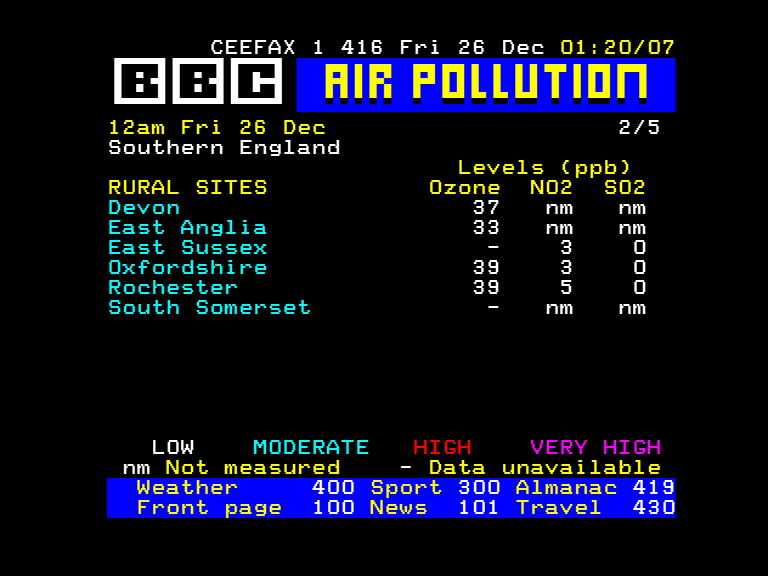 CEEFAX 1 416 Fri 26 Dec 01:20/07
BBC AIR POLLUTION
12am Fri 26 Dec 2/5
Southern England
Levels (ppb)
RURAL SITES Ozone NO2 SO2
Devon 37 nm nm
East Anglia 33 nm nm
East Sussex - 3 0
Oxfordshire 39 3 0
Rochester 39 5 0
South Somerset - nm nm
LOW MODERATE HIGH VERY HIGH
nm Not measured - Data unavailable
Weather 400 Sport 300 Almanac 419
Front page 100 News 101 Travel 430